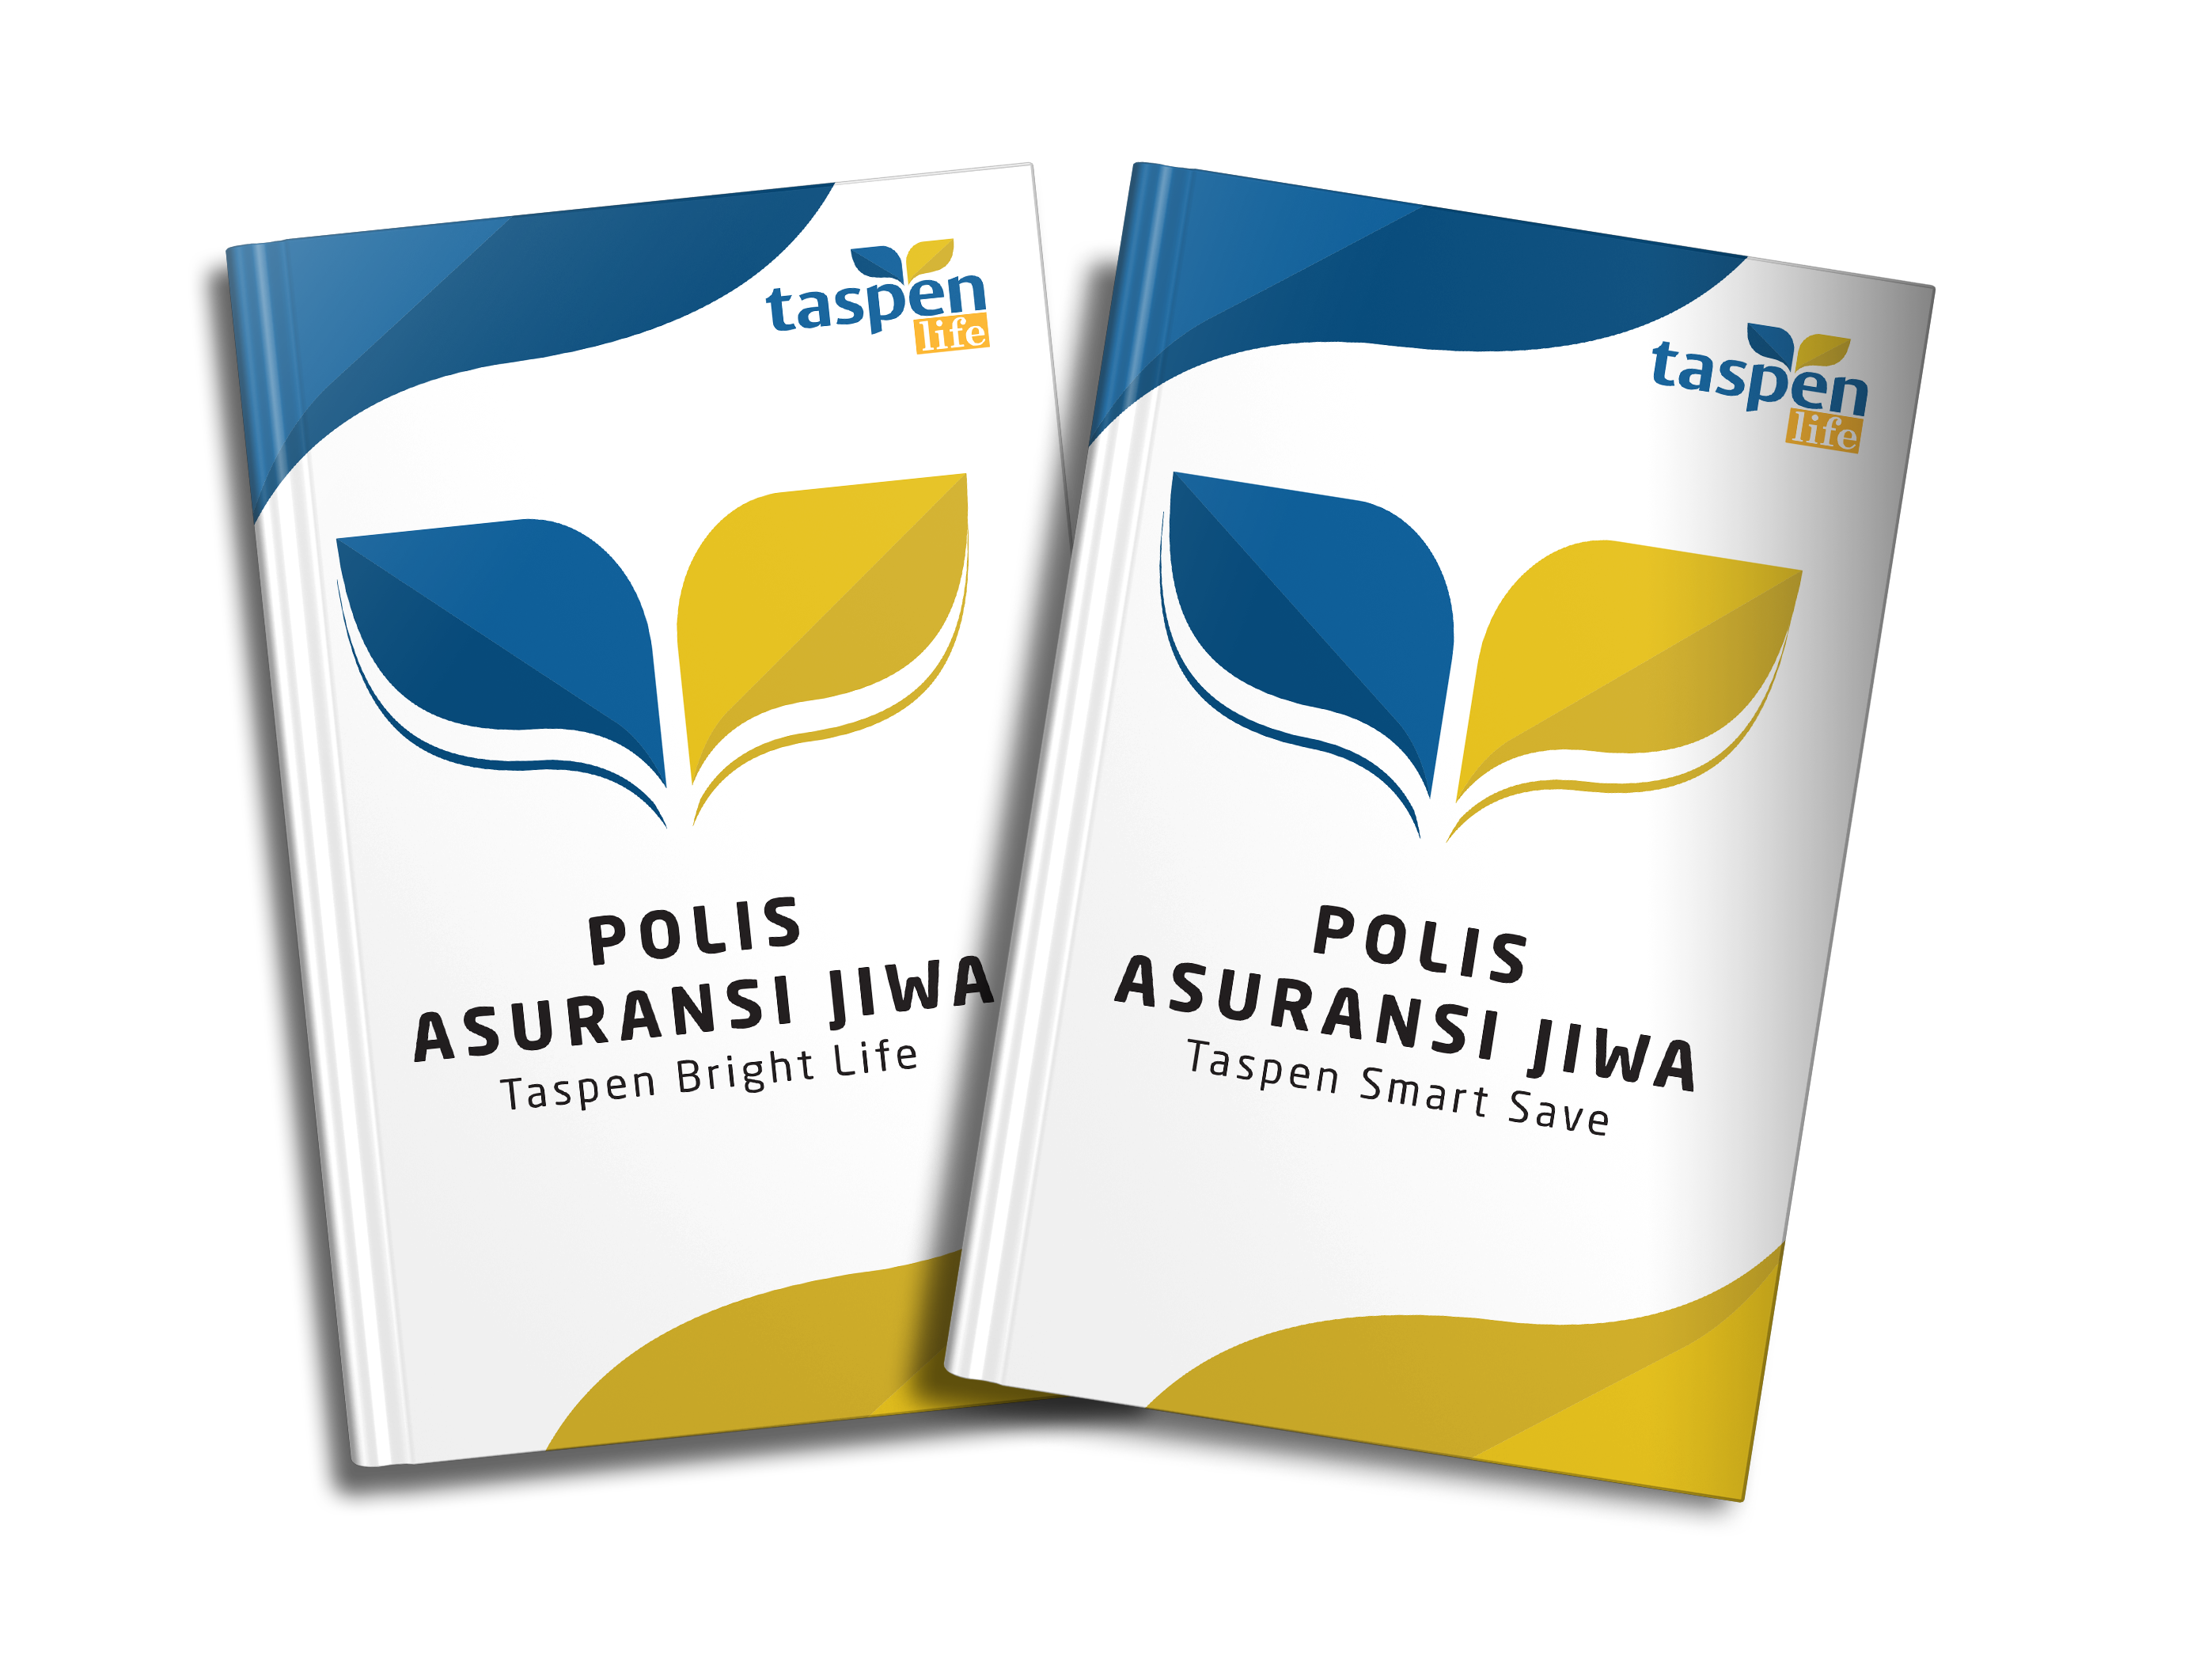 taspen
life
POLIS
ASURANSI JIWA
Taspen Bright Life
taspen
life
POLIS
ASURANSI JIWA
Taspen Smart Save